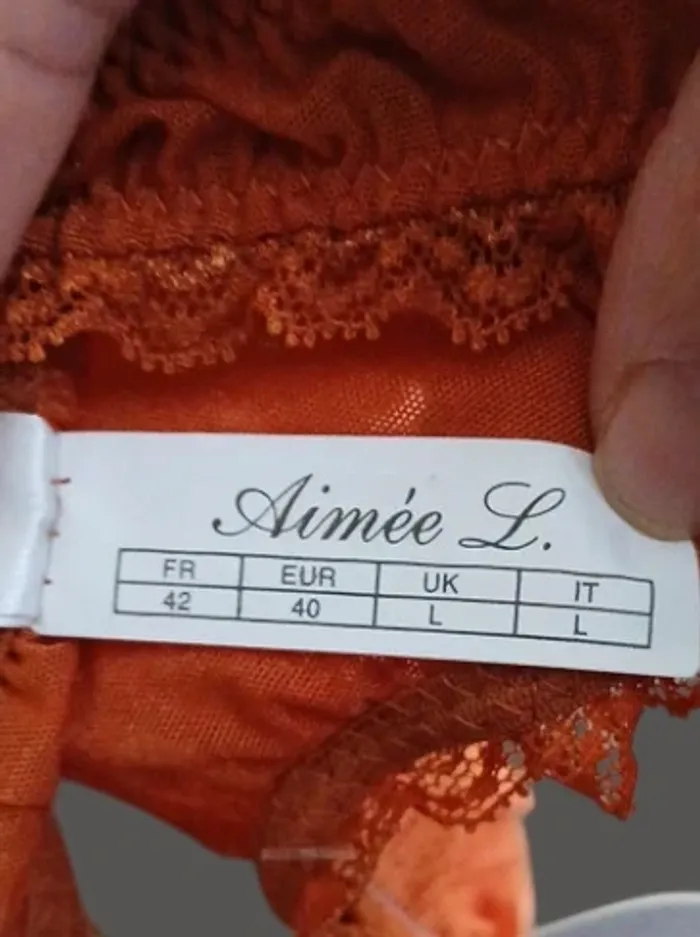 Aimée L.
FR EUR UK IT
42 40 L L